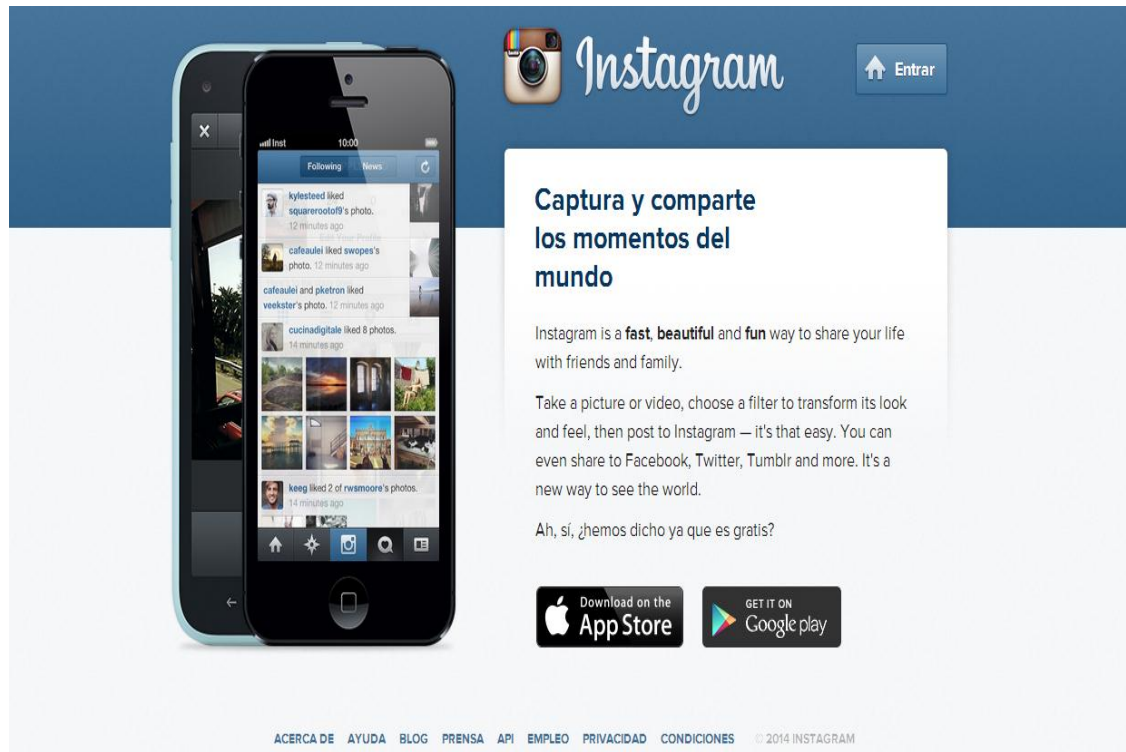 Instagram
Entrar
Inst 10:00
Following News
kylesteed liked
squarerootof9's photo.
12 minutes ago
cafeaulei liked swopes's
photo. 12 minutes ago
cafeaulei and pketron liked
veekster's photo. 12 minutes ago
cucinadigitale liked 8 photos.
14 minutes ago
keeg liked 2 of rwsmoore's photos.
14 minutes ago
Captura y comparte
los momentos del
mundo
Instagram is a fast, beautiful and fun way to share your life
with friends and family.
Take a picture or video, choose a filter to transform its look
and feel, then post to Instagram — it's that easy. You can
even share to Facebook, Twitter, Tumblr and more. It's a
new way to see the world.
Ah, sí, ¿hemos dicho ya que es gratis?
Download on the
App Store
GET IT ON
Google play
ACERCA DE AYUDA BLOG PRENSA API EMPLEO PRIVACIDAD CONDICIONES © 2014 INSTAGRAM